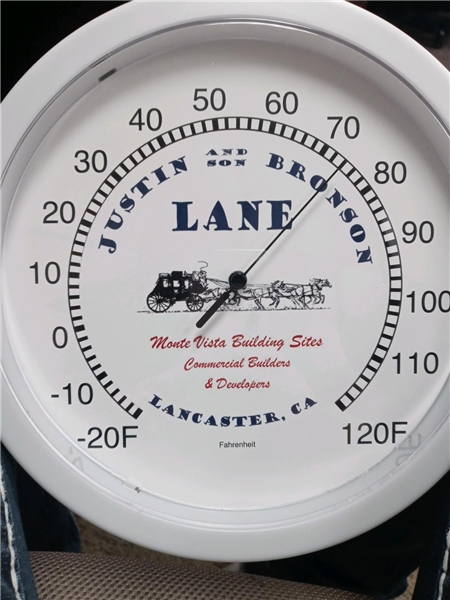 50
60
40
70
30
80
20
90
10
100
0
110
-10
-20F
120F
JUSTIN AND SON BRONSON
LANE
Monte Vista Building Sites
Commercial Builders
& Developers
LANCASTER, CA
Fahrenheit